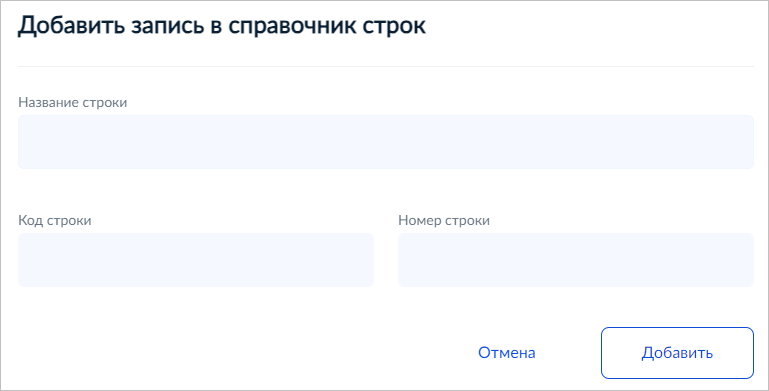 Добавить запись в справочник строк
Название строки
Код строки
Номер строки
Отмена
Добавить